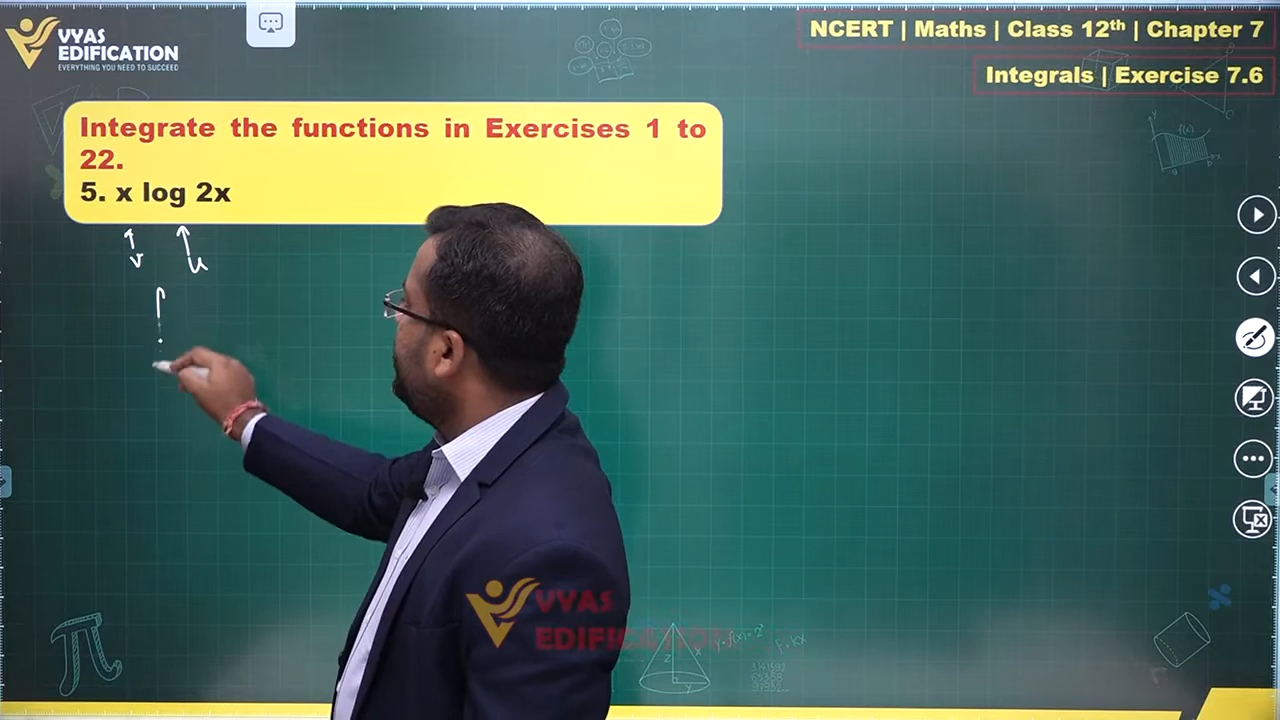 VYAS
EDIFICATION
EVERYTHING YOU NEED TO SUCCEED
NCERT | Maths | Class 12th | Chapter 7
Integrals | Exercise 7.6
Integrate the functions in Exercises 1 to
22.
5. x log 2x
v u
∫
VYAS
EDIFICATION